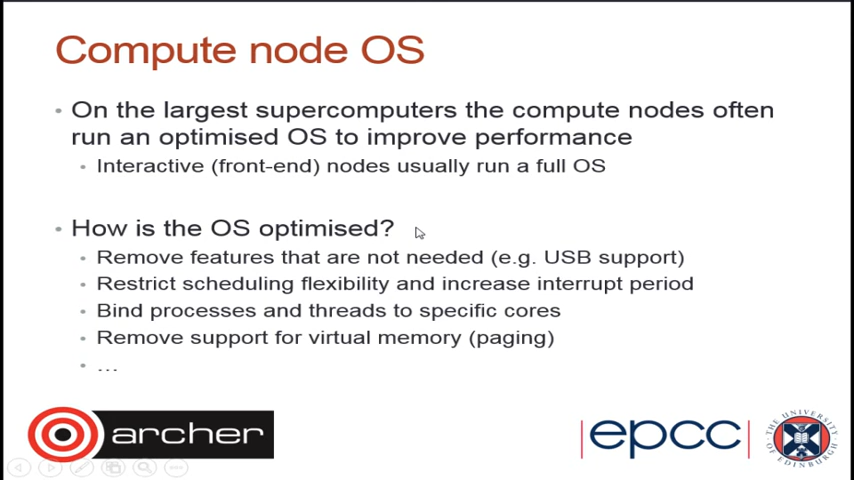 Compute node OS
• On the largest supercomputers the compute nodes often
run an optimised OS to improve performance
• Interactive (front-end) nodes usually run a full OS
• How is the OS optimised?
• Remove features that are not needed (e.g. USB support)
• Restrict scheduling flexibility and increase interrupt period
• Bind processes and threads to specific cores
• Remove support for virtual memory (paging)
• …
archer
epcc
THE UNIVERSITY OF EDINBURGH